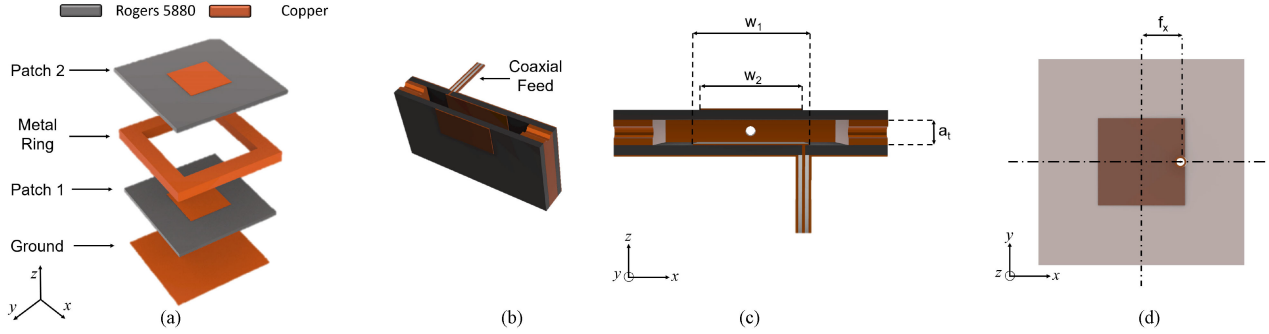 Rogers 5880
Copper
Patch 2
Metal
Ring
Patch 1
Ground
z
y
x
(a)
Coaxial
Feed
(b)
w1
w2
at
z
y
x
(c)
fx
y
z
x
(d)